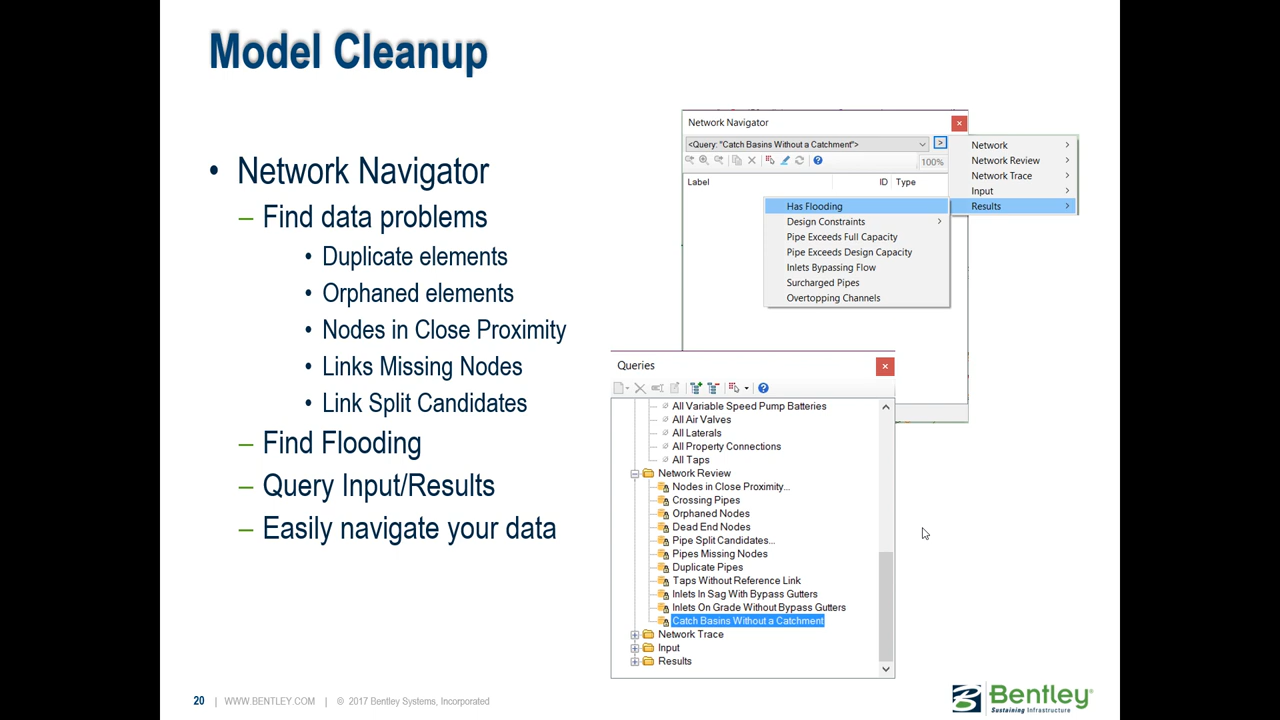 Model Cleanup
• Network Navigator
– Find data problems
• Duplicate elements
• Orphaned elements
• Nodes in Close Proximity
• Links Missing Nodes
• Link Split Candidates
– Find Flooding
– Query Input/Results
– Easily navigate your data
Network Navigator
<Query: "Catch Basins Without a Catchment">
>
100%
Label ID Type
Network
Network Review
Network Trace
Input
Results
Has Flooding
Design Constraints
Pipe Exceeds Full Capacity
Pipe Exceeds Design Capacity
Inlets Bypassing Flow
Surcharged Pipes
Overtopping Channels
Queries
All Variable Speed Pump Batteries
All Air Valves
All Laterals
All Property Connections
All Taps
Network Review
Nodes in Close Proximity...
Crossing Pipes
Orphaned Nodes
Dead End Nodes
Pipe Split Candidates...
Pipes Missing Nodes
Duplicate Pipes
Taps Without Reference Link
Inlets In Sag With Bypass Gutters
Inlets On Grade Without Bypass Gutters
Catch Basins Without a Catchment
Network Trace
Input
Results
20 | WWW.BENTLEY.COM | © 2017 Bentley Systems, Incorporated
Bentley®
Sustaining Infrastructure